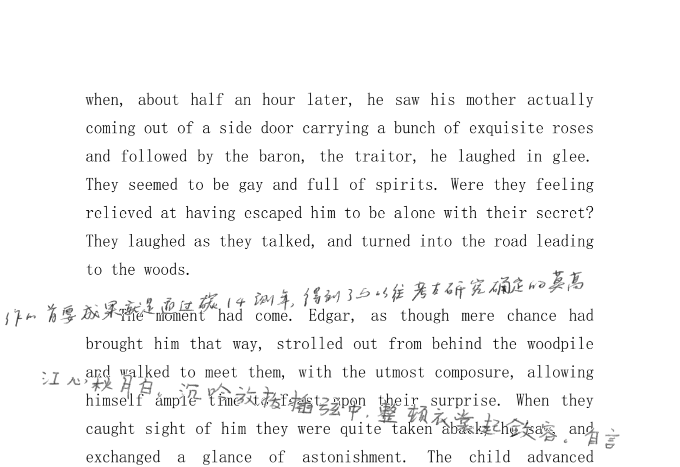 when, about half an hour later, he saw his mother actually
coming out of a side door carrying a bunch of exquisite roses
and followed by the baron, the traitor, he laughed in glee.
They seemed to be gay and full of spirits. Were they feeling
relieved at having escaped him to be alone with their secret?
They laughed as they talked, and turned into the road leading
to the woods.
作的首要成果就是通过碳14测年,得到了与以往考古研究确定的莫高
The moment had come. Edgar, as though mere chance had
brought him that way, strolled out from behind the woodpile
and walked to meet them, with the utmost composure, allowing
江心秋月白。沉吟放拨插弦中,整顿衣裳起敛容。自言
himself ample time to feast upon their surprise. When they
caught sight of him they were quite taken aback, he saw, and
exchanged a glance of astonishment. The child advanced